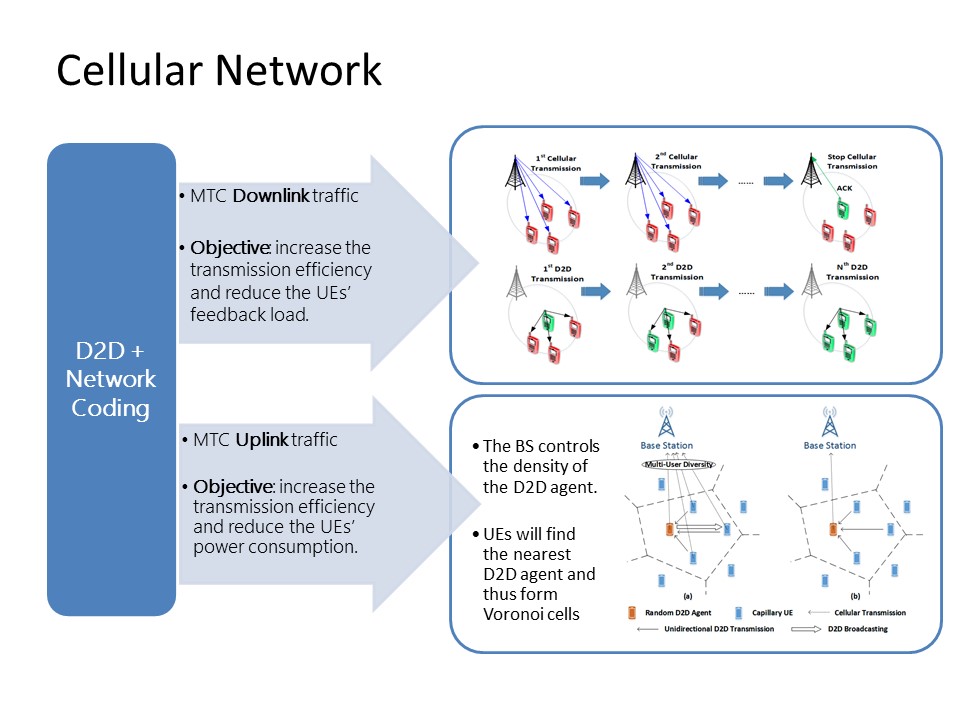 Cellular Network
D2D +
Network
Coding
• MTC Downlink traffic
• Objective: increase the
transmission efficiency
and reduce the UEs’
feedback load.
1st Cellular
Transmission
2nd Cellular
Transmission
......
Stop Cellular
Transmission
ACK
1st D2D
Transmission
2nd D2D
Transmission
......
Nth D2D
Transmission
• MTC Uplink traffic
• Objective: increase the
transmission efficiency
and reduce the UEs’
power consumption.
• The BS controls
the density of
the D2D agent.
• UEs will find
the nearest
D2D agent and
thus form
Voronoi cells
Base Station
Multi-User Diversity
(a)
Base Station
(b)
Random D2D Agent
Capillary UE
Cellular Transmission
Unidirectional D2D Transmission
D2D Broadcasting